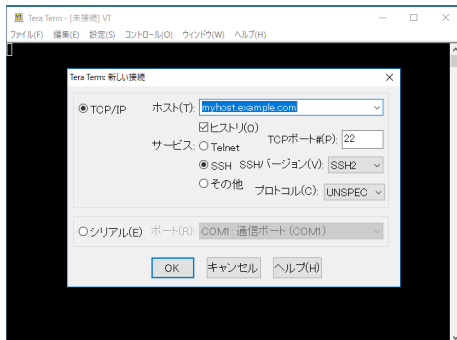 Tera Term - [未接続] VT
ファイル(F) 編集(E) 設定(S) コントロール(O) ウィンドウ(W) ヘルプ(H)
Tera Term: 新しい接続
TCP/IP
ホスト(T): myhost.example.com
ヒストリ(O)
サービス: Telnet
TCPポート#(P): 22
SSH SSHバージョン(V): SSH2
その他
プロトコル(C): UNSPEC
シリアル(E) ポート(R): COM1: 通信ポート (COM1)
OK キャンセル ヘルプ(H)